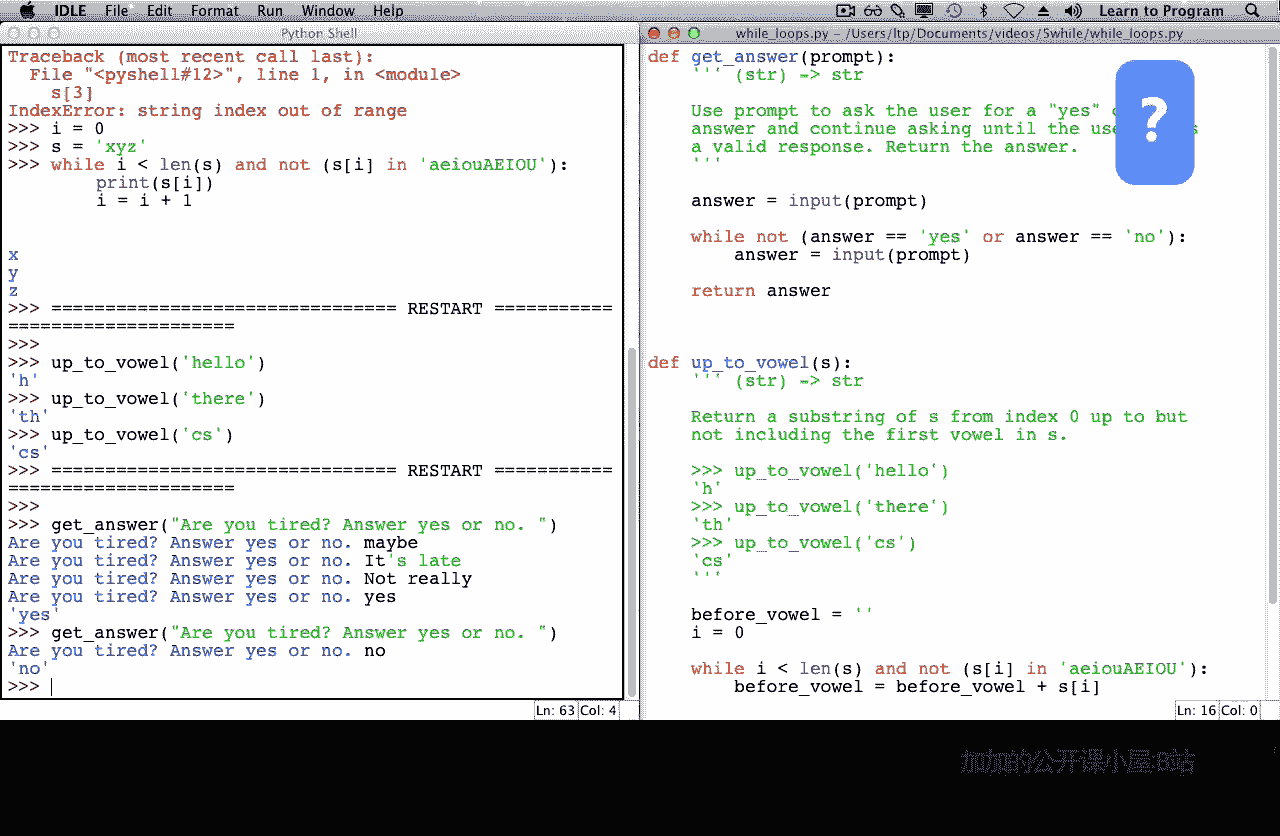 IDLE File Edit Format Run Window Help Learn to Program
Python Shell
Traceback (most recent call last):
  File "<pyshell#12>", line 1, in <module>
    s[3]
IndexError: string index out of range
>>> i = 0
>>> s = 'xyz'
>>> while i < len(s) and not (s[i] in 'aeiouAEIOU'):
        print(s[i])
        i = i + 1
x
y
z
>>> ================================ RESTART ===========
=====================
>>>
>>> up_to_vowel('hello')
'h'
>>> up_to_vowel('there')
'th'
>>> up_to_vowel('cs')
'cs'
>>> ================================ RESTART ===========
=====================
>>>
>>> get_answer("Are you tired? Answer yes or no. ")
Are you tired? Answer yes or no. maybe
Are you tired? Answer yes or no. It's late
Are you tired? Answer yes or no. Not really
Are you tired? Answer yes or no. yes
'yes'
>>> get_answer("Are you tired? Answer yes or no. ")
Are you tired? Answer yes or no. no
'no'
>>>
Ln: 63 Col: 4
while_loops.py – /Users/ltp/Documents/videos/5while/while_loops.py
def get_answer(prompt):
    ''' (str) -> str
    Use prompt to ask the user for a "yes"
    answer and continue asking until the
    a valid response. Return the answer.
    '''
    answer = input(prompt)
    while not (answer == 'yes' or answer == 'no'):
        answer = input(prompt)
    return answer
def up_to_vowel(s):
    ''' (str) -> str
    Return a substring of s from index 0 up to but
    not including the first vowel in s.
    >>> up_to_vowel('hello')
    'h'
    >>> up_to_vowel('there')
    'th'
    >>> up_to_vowel('cs')
    'cs'
    '''
    before_vowel = ''
    i = 0
    while i < len(s) and not (s[i] in 'aeiouAEIOU'):
        before_vowel = before_vowel + s[i]
Ln: 16 Col: 0
?
加加的公开课小屋:B站